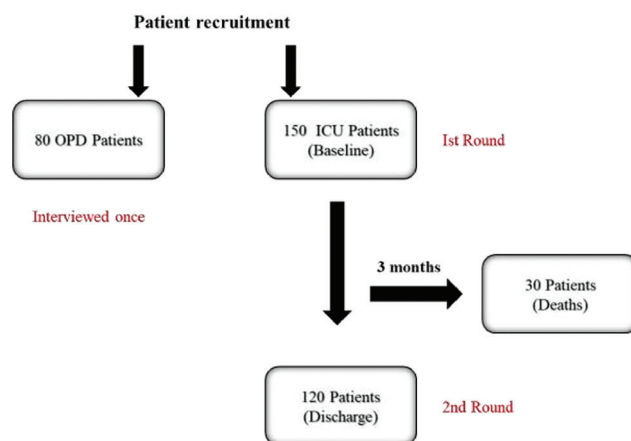 Patient recruitment
80 OPD Patients
150 ICU Patients
(Baseline)
Ist Round
Interviewed once
3 months
30 Patients
(Deaths)
120 Patients
(Discharge)
2nd Round